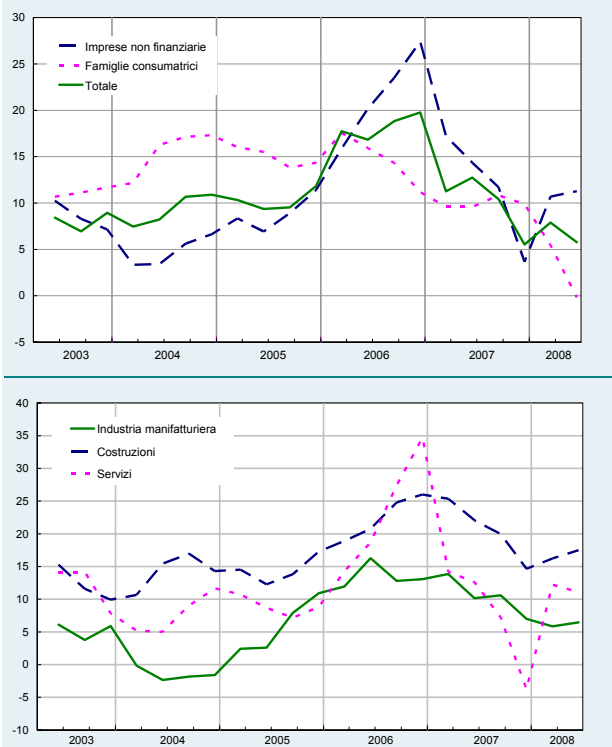 30
25
20
15
10
5
0
-5
Imprese non finanziarie
Famiglie consumatrici
Totale
2003 2004 2005 2006 2007 2008
40
35
30
25
20
15
10
5
0
-5
-10
Industria manifatturiera
Costruzioni
Servizi
2003 2004 2005 2006 2007 2008